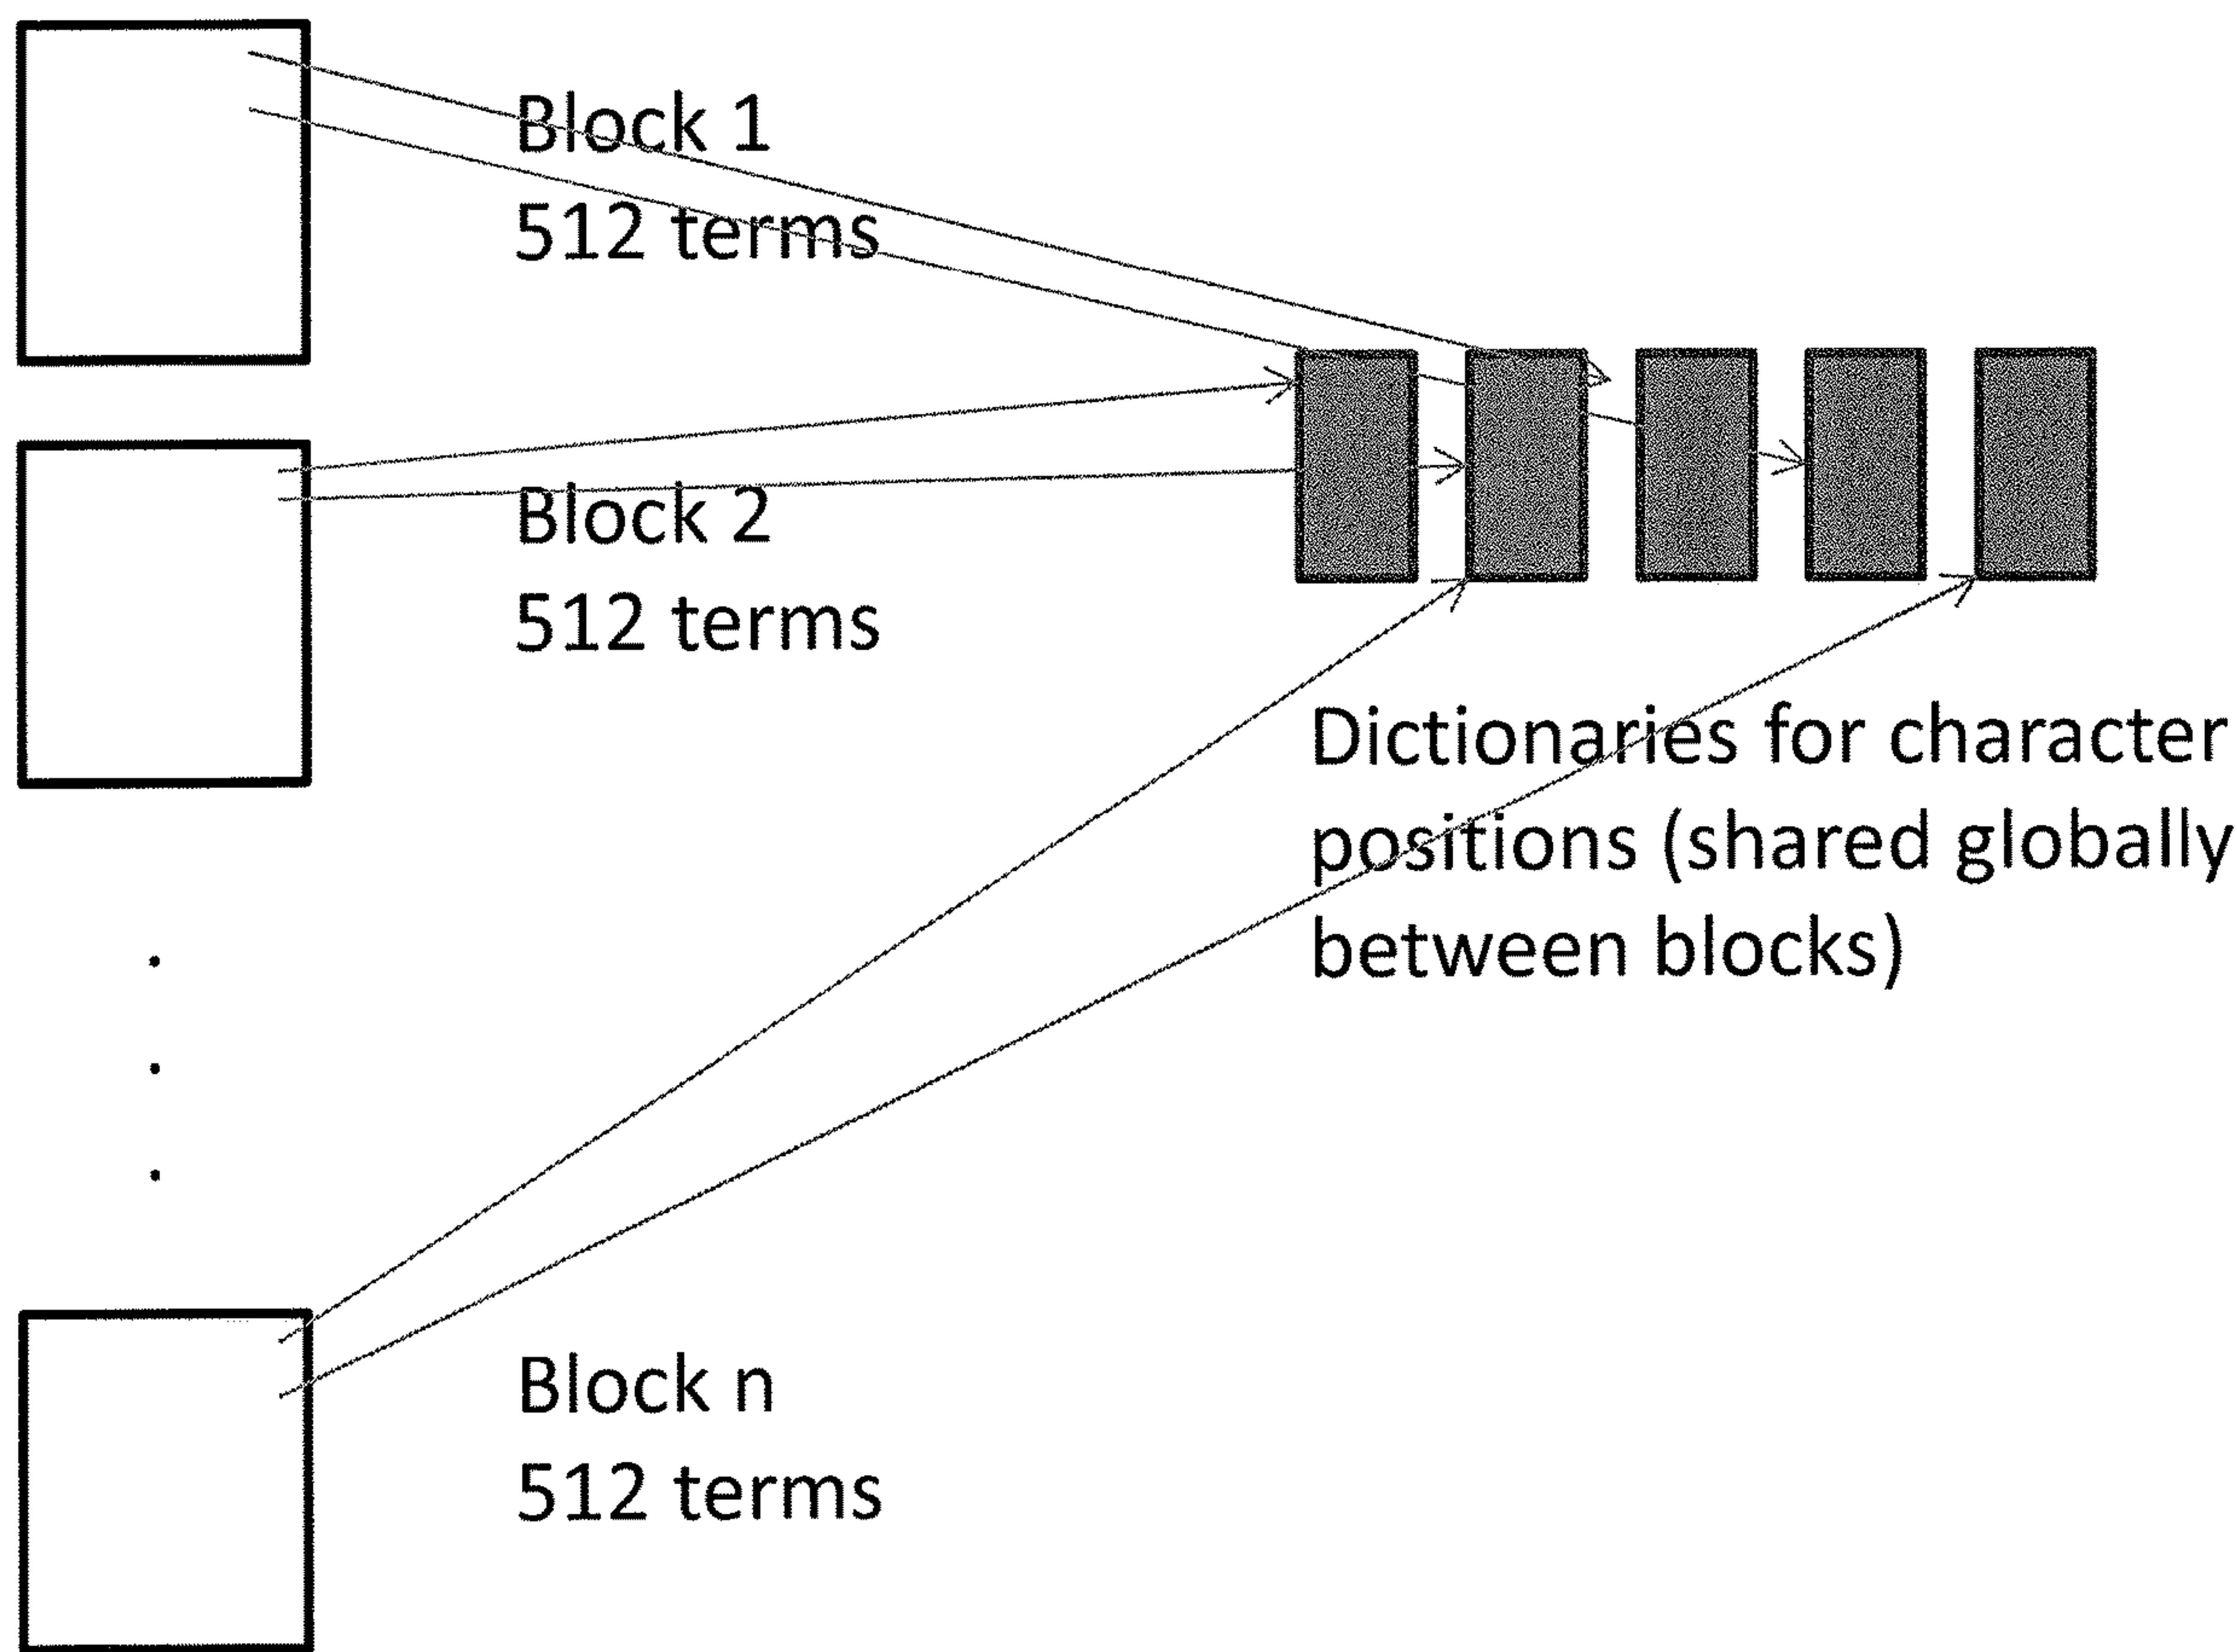 Block 1
512 terms
Block 2
512 terms
Dictionaries for character
positions (shared globally
between blocks)
Block n
512 terms